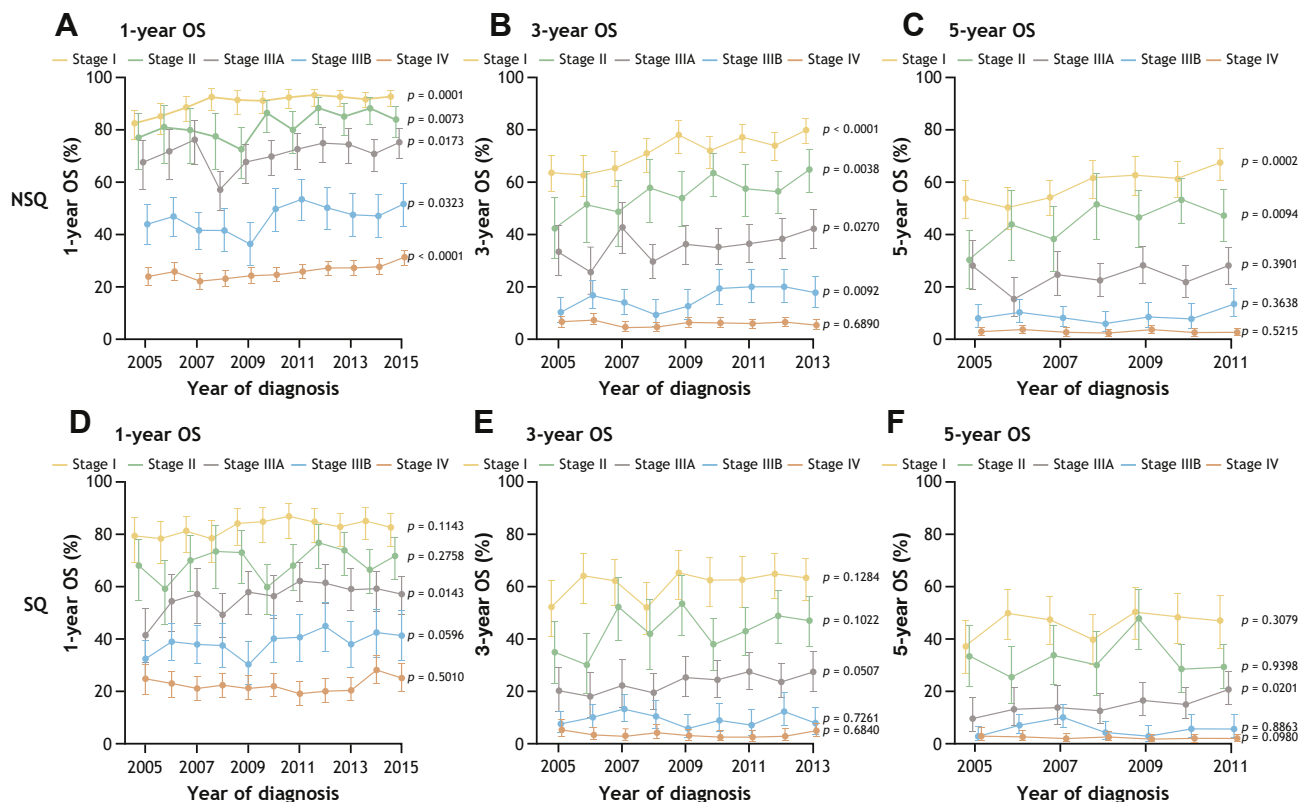 A 1-year OS
Stage I Stage II Stage IIIA Stage IIIB Stage IV
NSQ
1-year OS (%)
100
80
60
40
20
0
p = 0.0001
p = 0.0073
p = 0.0173
p = 0.0323
p < 0.0001
2005 2007 2009 2011 2013 2015
Year of diagnosis
B 3-year OS
Stage I Stage II Stage IIIA Stage IIIB Stage IV
3-year OS (%)
100
80
60
40
20
0
p < 0.0001
p = 0.0038
p = 0.0270
p = 0.0092
p = 0.6890
2005 2007 2009 2011 2013
Year of diagnosis
C 5-year OS
Stage I Stage II Stage IIIA Stage IIIB Stage IV
5-year OS (%)
100
80
60
40
20
0
p = 0.0002
p = 0.0094
p = 0.3901
p = 0.3638
p = 0.5215
2005 2007 2009 2011
Year of diagnosis
D 1-year OS
Stage I Stage II Stage IIIA Stage IIIB Stage IV
SQ
1-year OS (%)
100
80
60
40
20
0
p = 0.1143
p = 0.2758
p = 0.0143
p = 0.0596
p = 0.5010
2005 2007 2009 2011 2013 2015
Year of diagnosis
E 3-year OS
Stage I Stage II Stage IIIA Stage IIIB Stage IV
3-year OS (%)
100
80
60
40
20
0
p = 0.1284
p = 0.1022
p = 0.0507
p = 0.7261
p = 0.6840
2005 2007 2009 2011 2013
Year of diagnosis
F 5-year OS
Stage I Stage II Stage IIIA Stage IIIB Stage IV
5-year OS (%)
100
80
60
40
20
0
p = 0.3079
p = 0.9398
p = 0.0201
p = 0.8863
p = 0.0980
2005 2007 2009 2011
Year of diagnosis